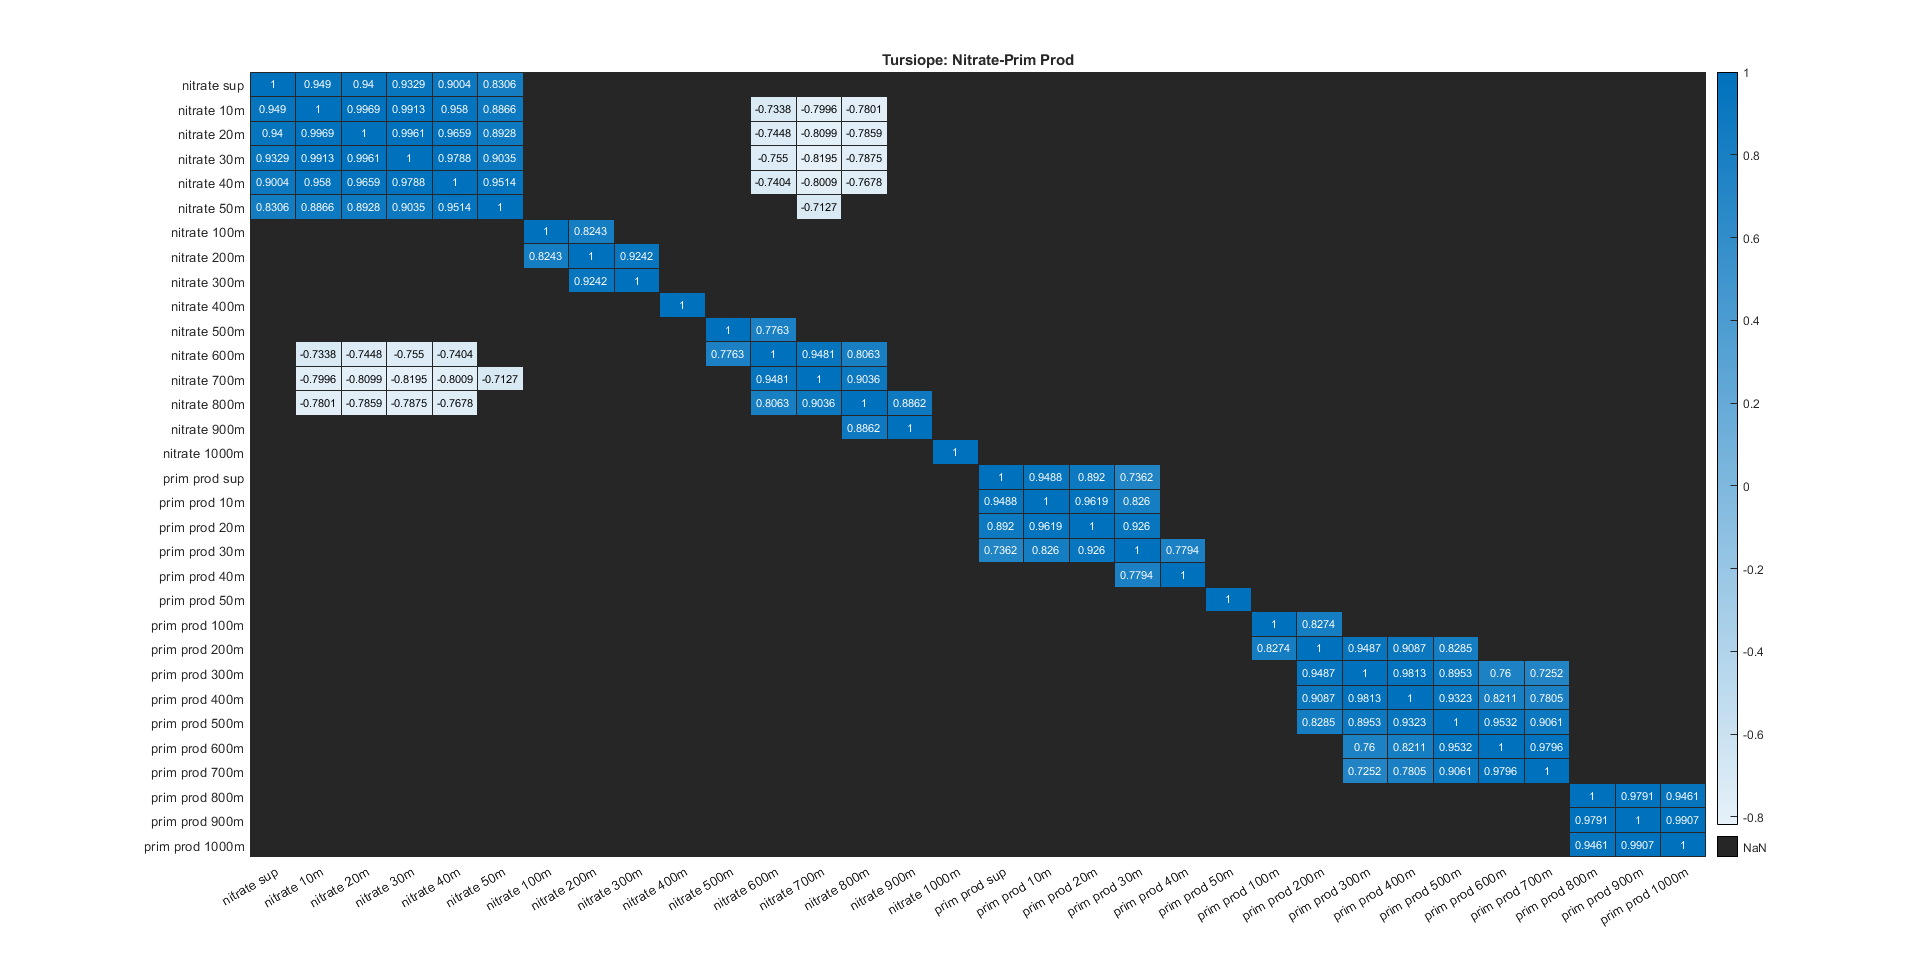 Tursiope: Nitrate-Prim Prod
nitrate sup 1 0.949 0.94 0.9329 0.9004 0.8306
nitrate 10m 0.949 1 0.9969 0.9913 0.958 0.8866 -0.7338 -0.7996 -0.7801
nitrate 20m 0.94 0.9969 1 0.9961 0.9659 0.8928 -0.7448 -0.8099 -0.7859
nitrate 30m 0.9329 0.9913 0.9961 1 0.9788 0.9035 -0.755 -0.8195 -0.7875
nitrate 40m 0.9004 0.958 0.9659 0.9788 1 0.9514 -0.7404 -0.8009 -0.7678
nitrate 50m 0.8306 0.8866 0.8928 0.9035 0.9514 1 -0.7127
nitrate 100m 1 0.8243
nitrate 200m 0.8243 1 0.9242
nitrate 300m 0.9242 1
nitrate 400m 1
nitrate 500m 1 0.7763
nitrate 600m -0.7338 -0.7448 -0.755 -0.7404 0.7763 1 0.9481 0.8063
nitrate 700m -0.7996 -0.8099 -0.8195 -0.8009 -0.7127 0.9481 1 0.9036
nitrate 800m -0.7801 -0.7859 -0.7875 -0.7678 0.8063 0.9036 1 0.8862
nitrate 900m 0.8862 1
nitrate 1000m 1
prim prod sup 1 0.9488 0.892 0.7362
prim prod 10m 0.9488 1 0.9619 0.826
prim prod 20m 0.892 0.9619 1 0.926
prim prod 30m 0.7362 0.826 0.926 1 0.7794
prim prod 40m 0.7794 1
prim prod 50m 1
prim prod 100m 1 0.8274
prim prod 200m 0.8274 1 0.9487 0.9087 0.8285
prim prod 300m 0.9487 1 0.9813 0.8953 0.76 0.7252
prim prod 400m 0.9087 0.9813 1 0.9323 0.8211 0.7805
prim prod 500m 0.8285 0.8953 0.9323 1 0.9532 0.9061
prim prod 600m 0.76 0.8211 0.9532 1 0.9796
prim prod 700m 0.7252 0.7805 0.9061 0.9796 1
prim prod 800m 1 0.9791 0.9461
prim prod 900m 0.9791 1 0.9907
prim prod 1000m 0.9461 0.9907 1
nitrate sup
nitrate 10m
nitrate 20m
nitrate 30m
nitrate 40m
nitrate 50m
nitrate 100m
nitrate 200m
nitrate 300m
nitrate 400m
nitrate 500m
nitrate 600m
nitrate 700m
nitrate 800m
nitrate 900m
nitrate 1000m
prim prod sup
prim prod 10m
prim prod 20m
prim prod 30m
prim prod 40m
prim prod 50m
prim prod 100m
prim prod 200m
prim prod 300m
prim prod 400m
prim prod 500m
prim prod 600m
prim prod 700m
prim prod 800m
prim prod 900m
prim prod 1000m
1
0.8
0.6
0.4
0.2
0
-0.2
-0.4
-0.6
-0.8
NaN